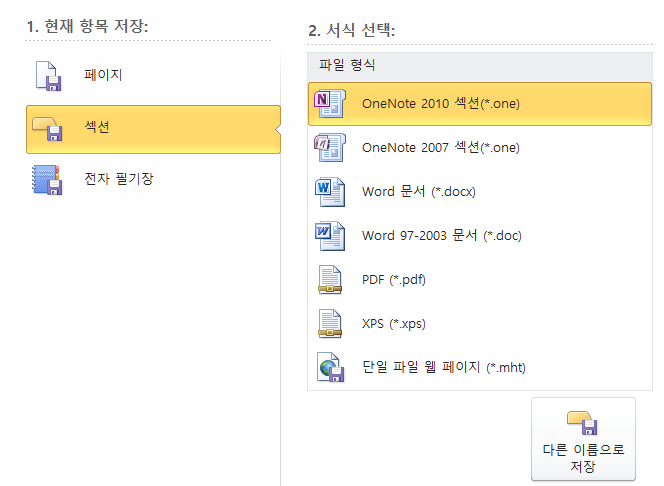 1. 현재 항목 저장:
페이지
섹션
전자 필기장
2. 서식 선택:
파일 형식
OneNote 2010 섹션(*.one)
OneNote 2007 섹션(*.one)
Word 문서 (*.docx)
Word 97-2003 문서 (*.doc)
PDF (*.pdf)
XPS (*.xps)
단일 파일 웹 페이지 (*.mht)
다른 이름으로
저장